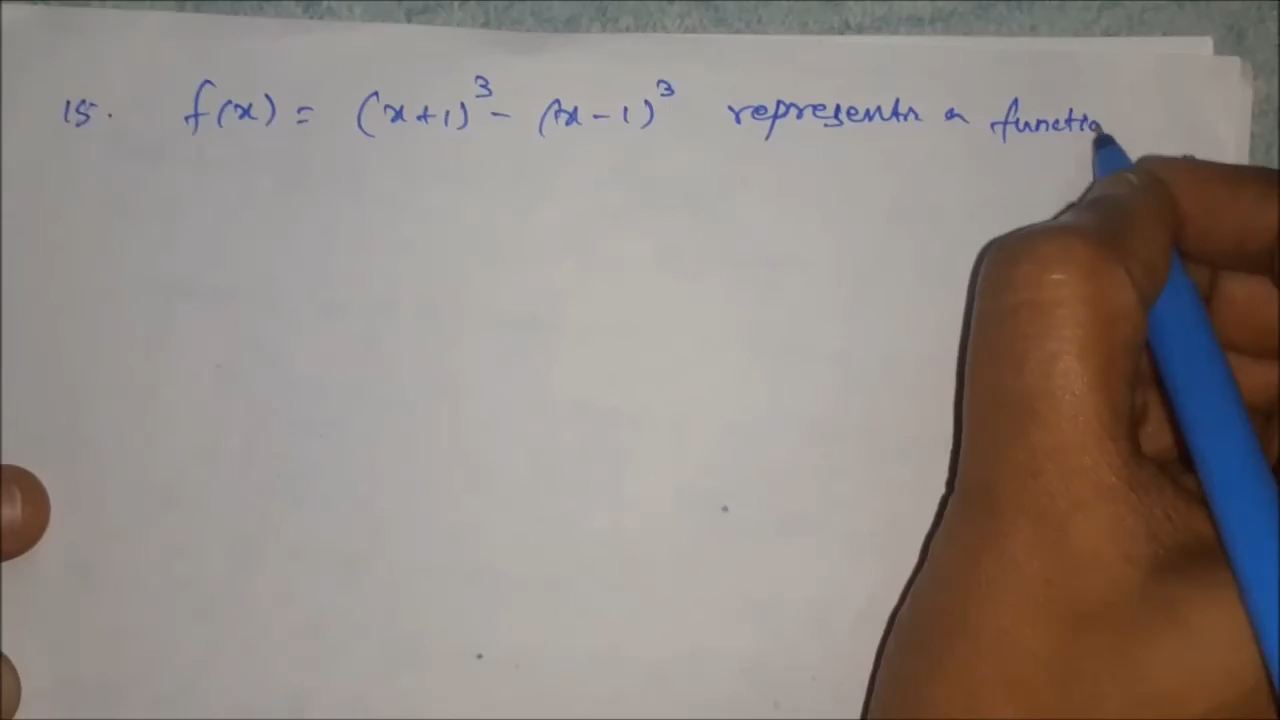 15. f(x) = (x+1)³ - (x-1)³ represents a functio